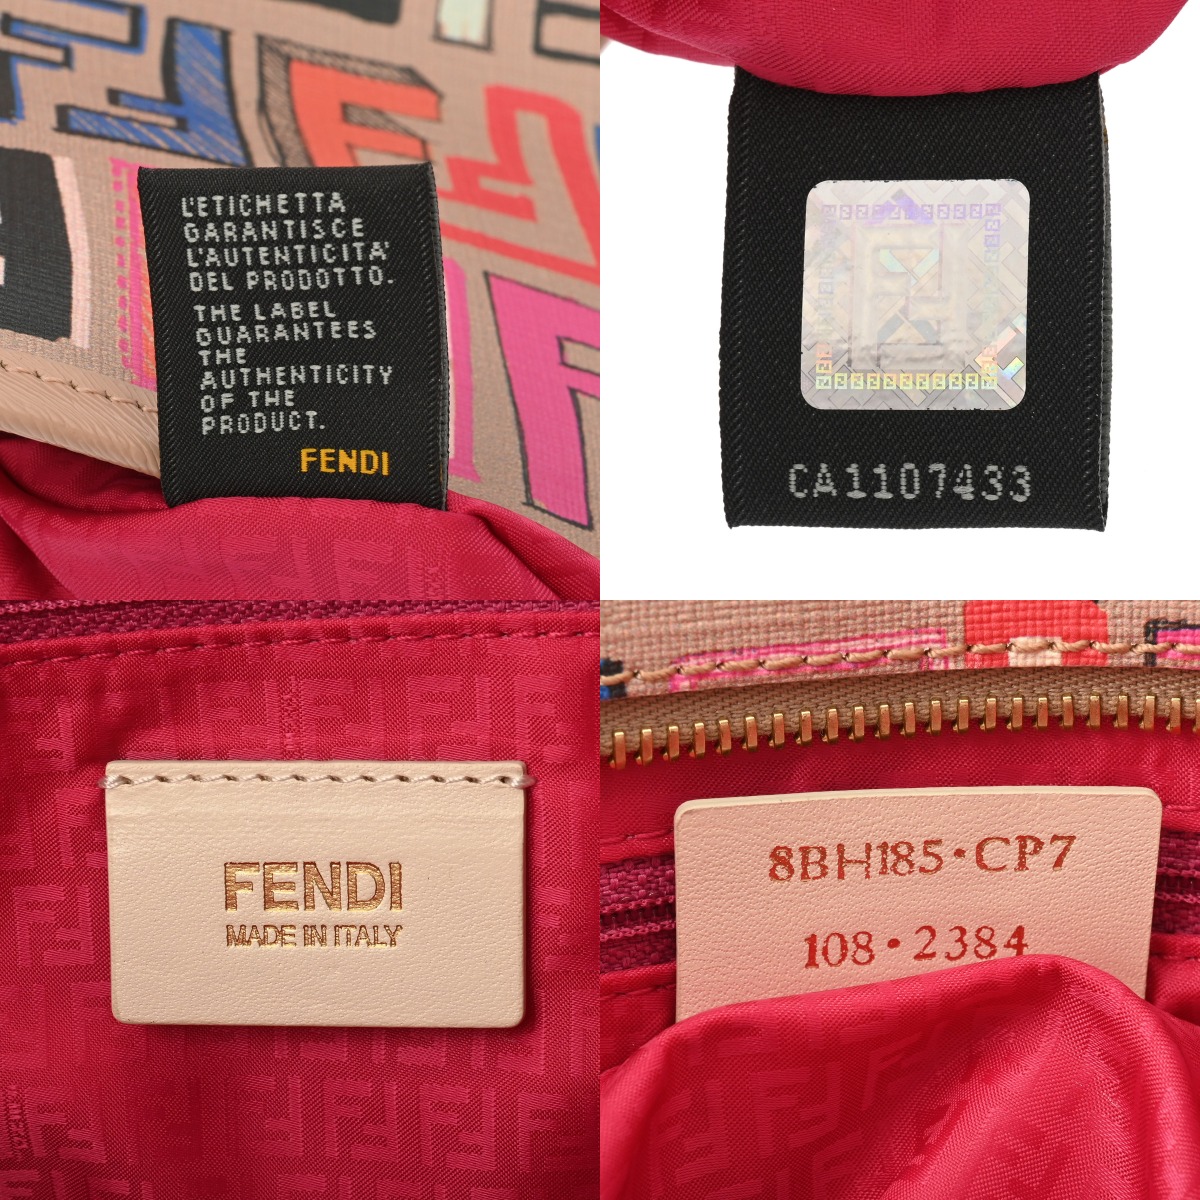 L'ETICHETTA
GARANTISCE
L'AUTENTICITA'
DEL PRODOTTO.
THE LABEL
GUARANTEES
THE
AUTHENTICITY
OF THE
PRODUCT.
FENDI
CA1107433
FENDI
MADE IN ITALY
8BH185·CP7
108·2384